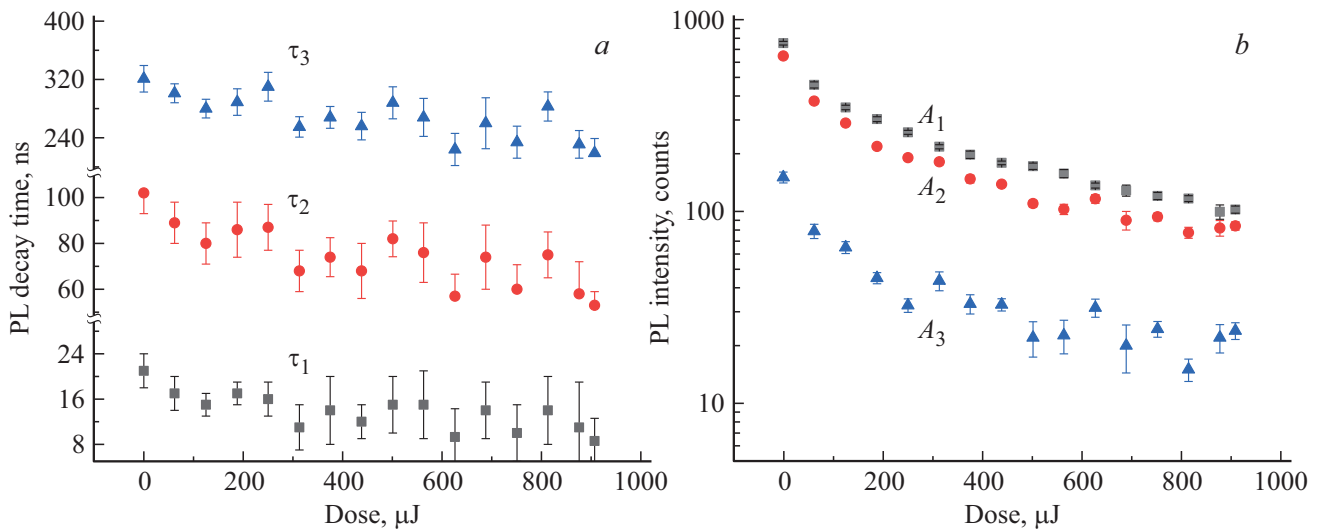 a
PL decay time, ns
400
320
240
100
80
60
24
16
8
τ3
τ2
τ1
0
200
400
600
800
1000
Dose, μJ
b
PL intensity, counts
1000
100
10
A1
A2
A3
0
200
400
600
800
1000
Dose, μJ